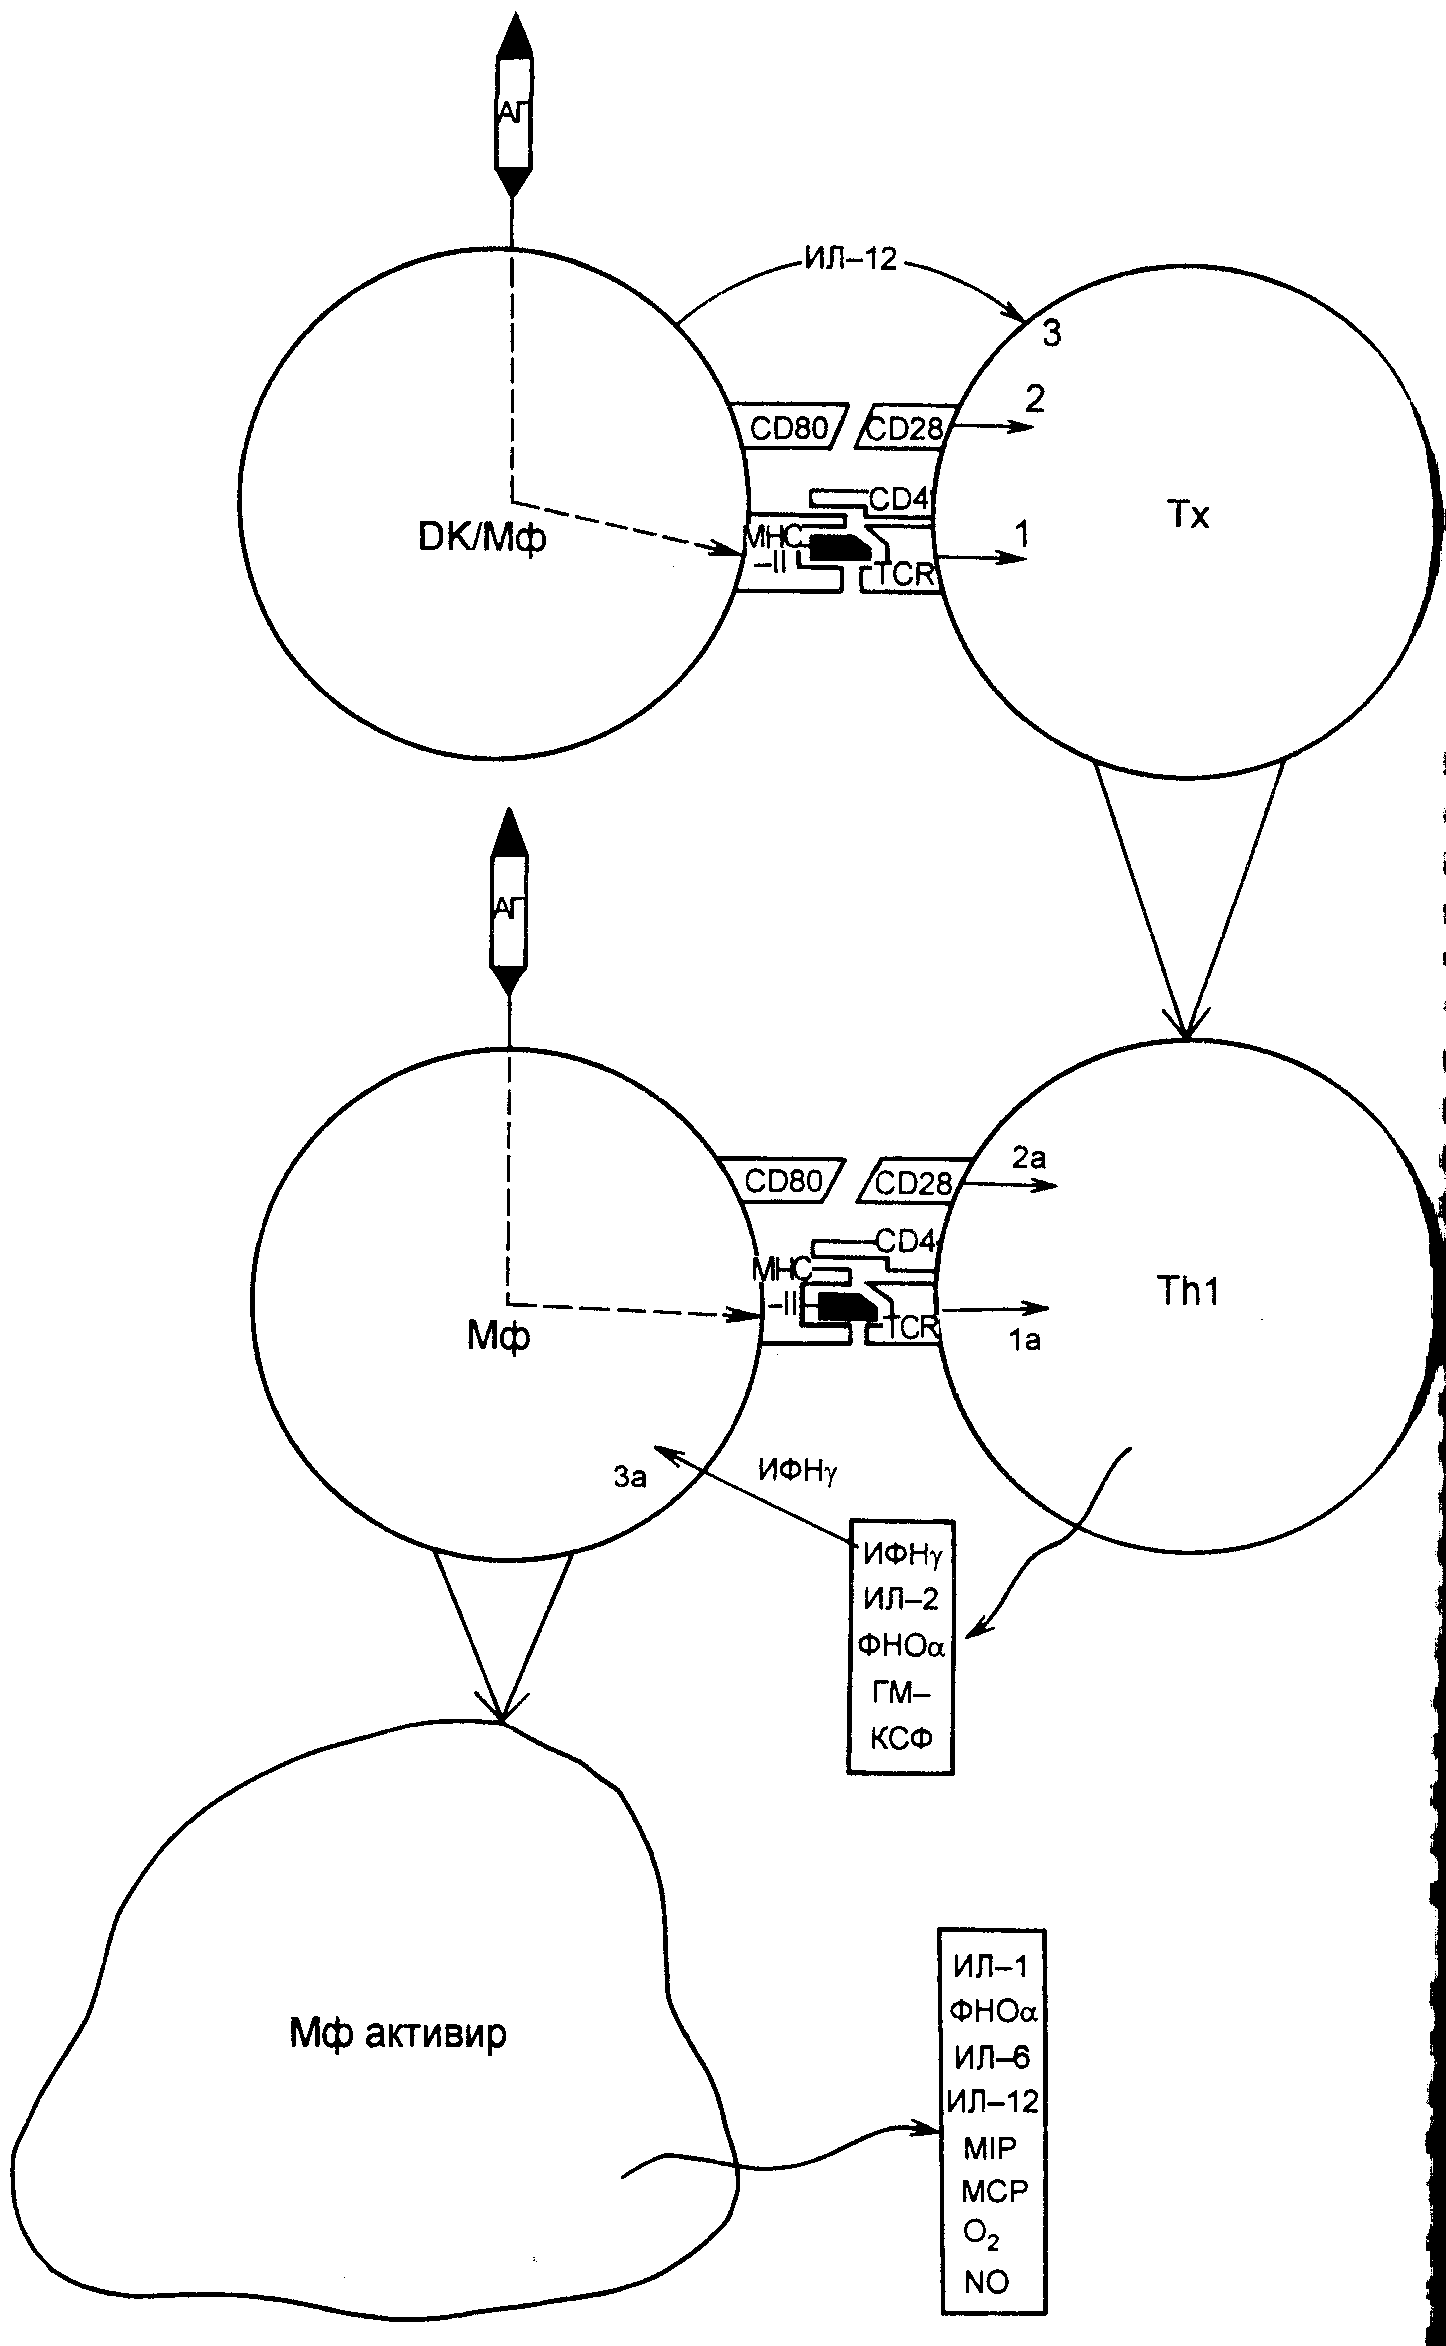 АГ
ИЛ–12
3
2
CD80
CD28
CD4
DK/Мф
MHC
–II
TCR
1
Тх
АГ
2a
CD80
CD28
CD4
MHC
–II
TCR
1a
Th1
Мф
3a
ИФНγ
ИФНγ
ИЛ–2
ФНОα
ГМ–
КСФ
Мф активир
ИЛ–1
ФНОα
ИЛ–6
ИЛ–12
MIP
MCP
O₂
NO